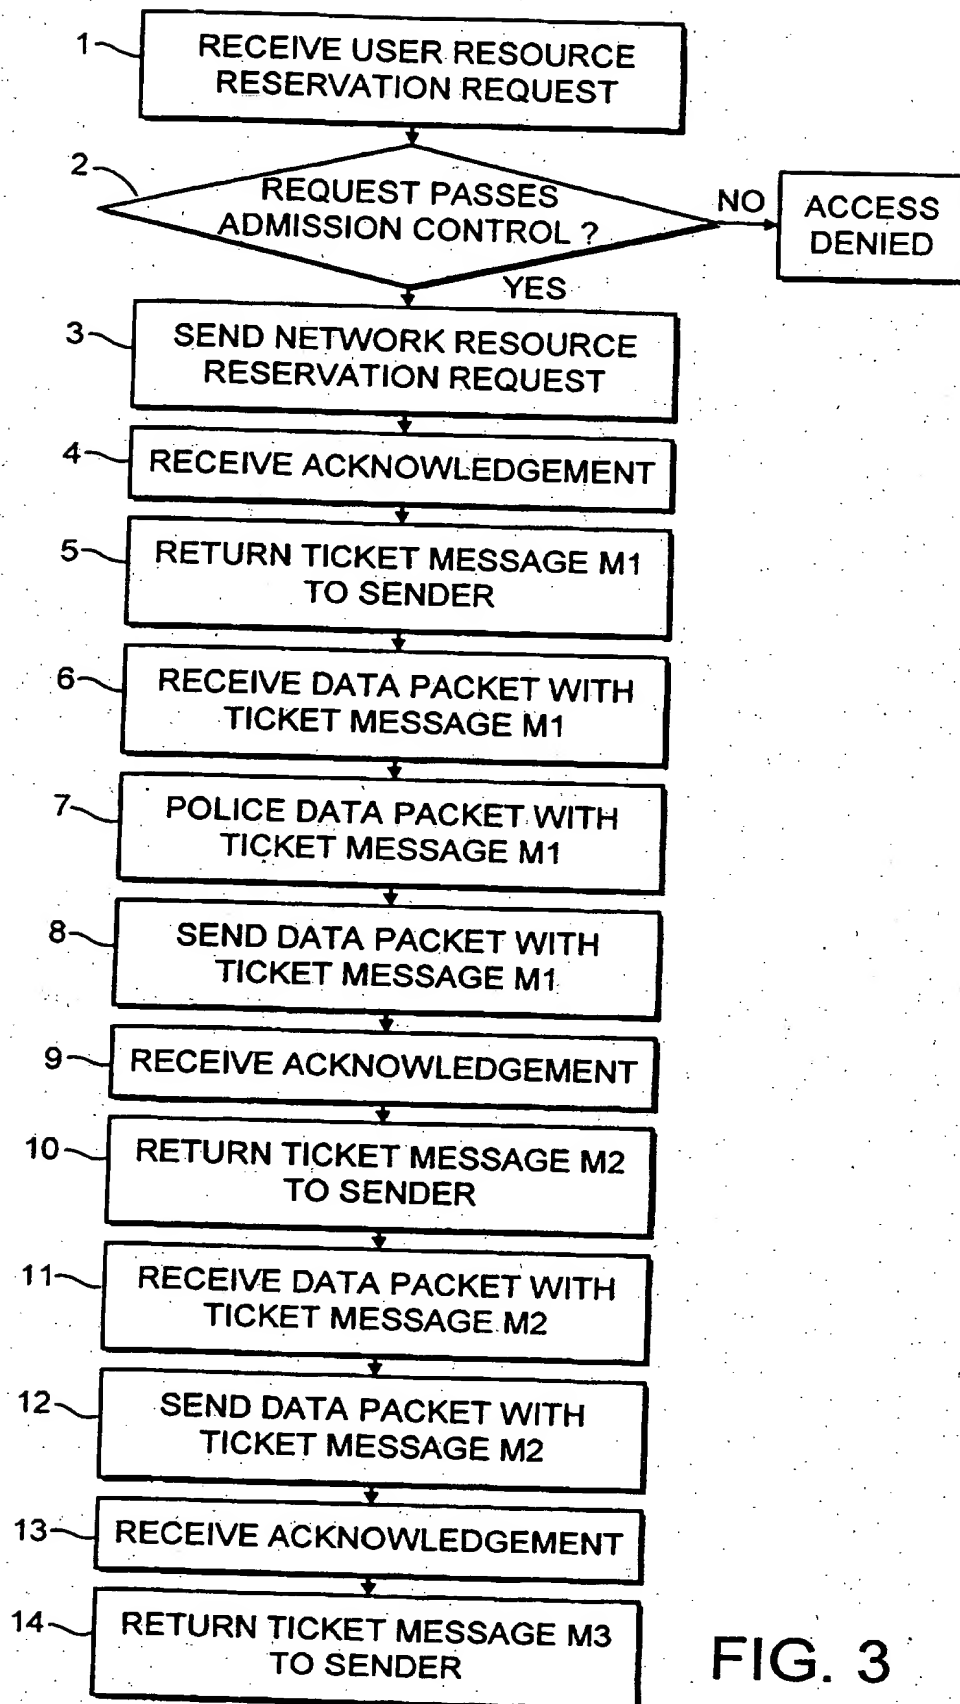 1
RECEIVE USER RESOURCE
RESERVATION REQUEST
2
REQUEST PASSES
ADMISSION CONTROL ?
NO
ACCESS
DENIED
YES
3
SEND NETWORK RESOURCE
RESERVATION REQUEST
4
RECEIVE ACKNOWLEDGEMENT
5
RETURN TICKET MESSAGE M1
TO SENDER
6
RECEIVE DATA PACKET WITH
TICKET MESSAGE M1
7
POLICE DATA PACKET WITH
TICKET MESSAGE M1
8
SEND DATA PACKET WITH
TICKET MESSAGE M1
9
RECEIVE ACKNOWLEDGEMENT
10
RETURN TICKET MESSAGE M2
TO SENDER
11
RECEIVE DATA PACKET WITH
TICKET MESSAGE M2
12
SEND DATA PACKET WITH
TICKET MESSAGE M2
13
RECEIVE ACKNOWLEDGEMENT
14
RETURN TICKET MESSAGE M3
TO SENDER
FIG. 3